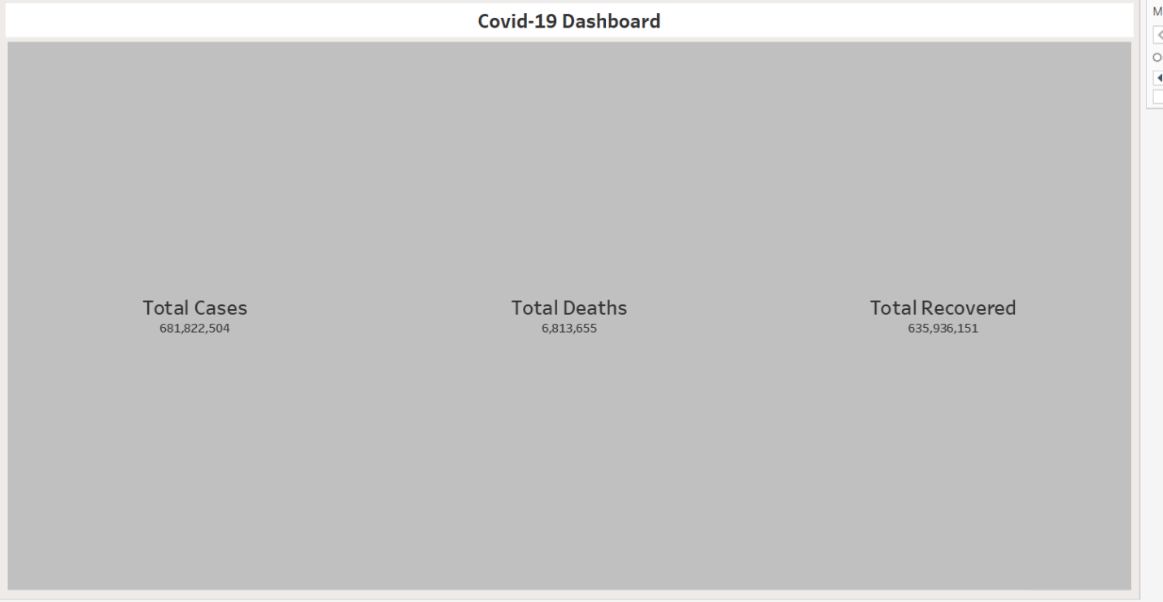 Covid-19 Dashboard
Total Cases
681,822,504
Total Deaths
6,813,655
Total Recovered
635,936,151